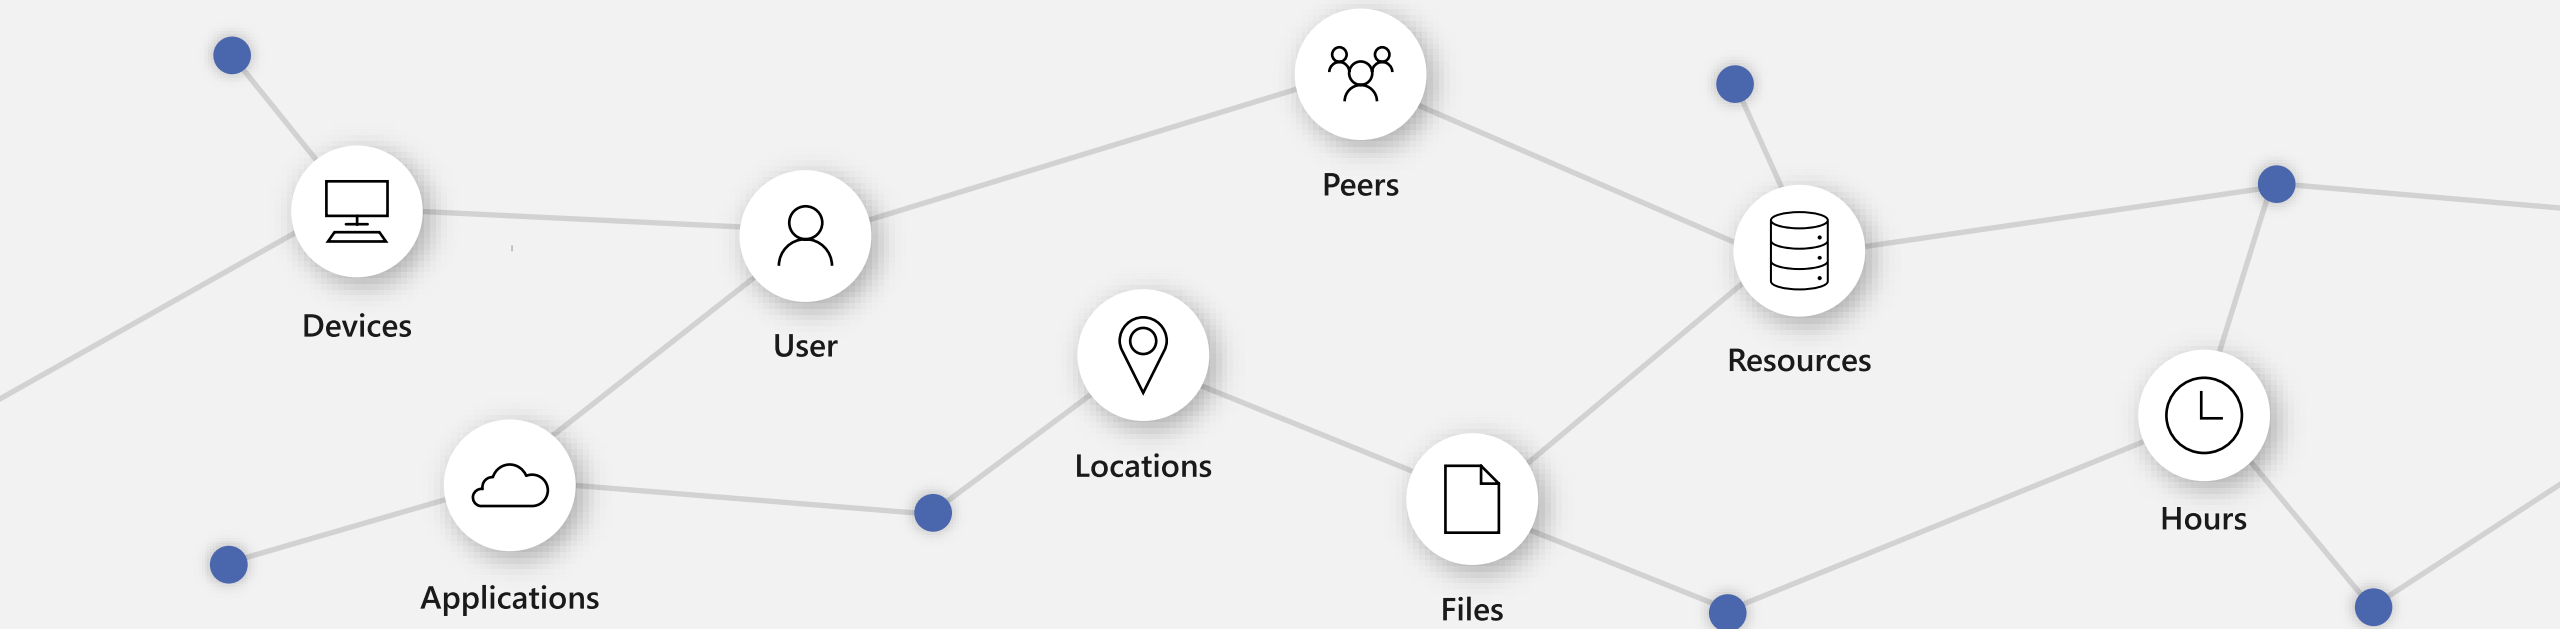 Peers
Devices
User
Resources
Locations
Hours
Applications
Files